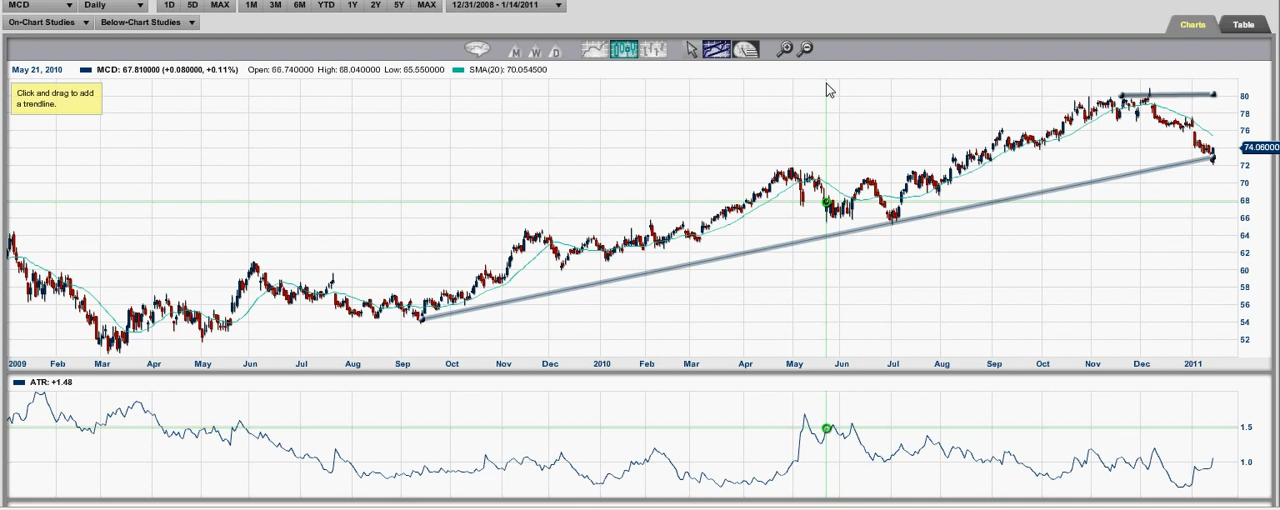 MCD Daily 1D 5D MAX 1M 3M 6M YTD 1Y 2Y 5Y MAX 12/31/2008 - 1/14/2011
On-Chart Studies Below-Chart Studies
Charts Table
M W D
May 21, 2010 MCD: 67.810000 (+0.080000, +0.11%) Open: 66.740000 High: 68.040000 Low: 65.550000 SMA(20): 70.054500
Click and drag to add
a trendline.
80
78
76
74.06000
72
70
68
66
64
62
60
58
56
54
52
2009 Feb Mar Apr May Jun Jul Aug Sep Oct Nov Dec 2010 Feb Mar Apr May Jun Jul Aug Sep Oct Nov Dec 2011
ATR: +1.48
1.5
1.0